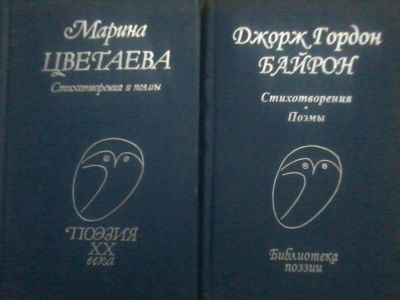 Марина
ЦВЕТАЕВА
Стихотворения и поэмы
ПОЭЗИЯ
XX
века
Джорж Гордон
БАЙРОН
Стихотворения
•
Поэмы
Библиотека
поэзии